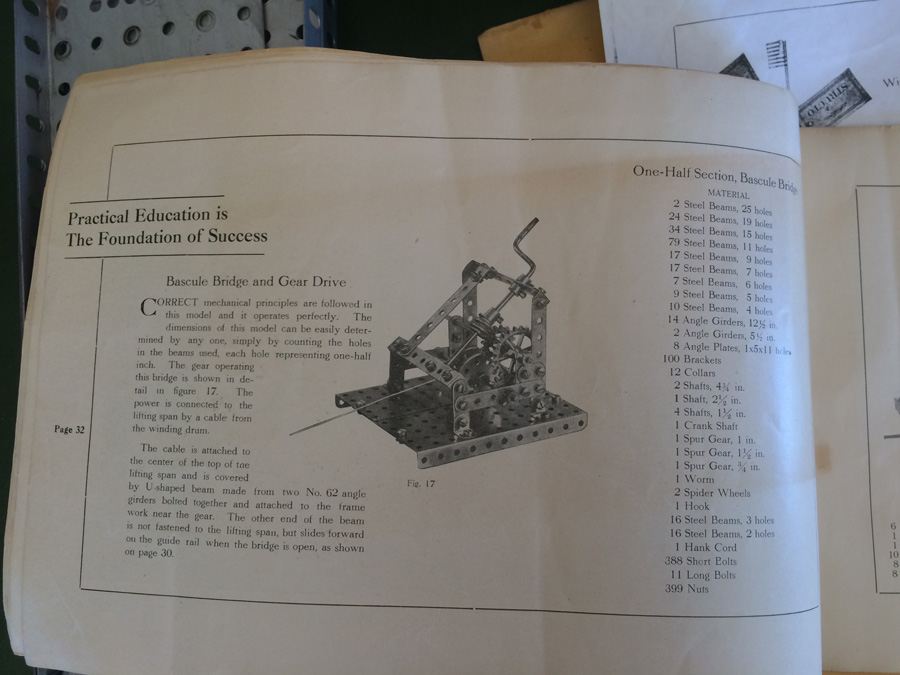 Practical Education is
The Foundation of Success
Bascule Bridge and Gear Drive
CORRECT mechanical principles are followed in
this model and it operates perfectly. The
dimensions of this model can be easily deter-
mined by any one, simply by counting the holes
in the beams used, each hole representing one-half
inch. The gear operating
this bridge is shown in de-
tail in figure 17. The
power is connected to the
lifting span by a cable from
the winding drum.
Page 32
The cable is attached to
the center of the top of tae
lifting span and is covered
by U-shaped beam made from two No. 62 angle
girders bolted together and attached to the frame
work near the gear. The other end of the beam
is not fastened to the lifting span, but slides forward
on the guide rail when the bridge is open, as shown
on page 30.
Fig. 17
One-Half Section, Bascule Bridge
MATERIAL
2 Steel Beams, 25 holes
24 Steel Beams, 19 holes
34 Steel Beams, 15 holes
79 Steel Beams, 11 holes
17 Steel Beams, 9 holes
17 Steel Beams, 7 holes
7 Steel Beams, 6 holes
9 Steel Beams, 5 holes
10 Steel Beams, 4 holes
14 Angle Girders, 12½ in.
2 Angle Girders, 5½ in.
8 Angle Plates, 1x5x11 holes
100 Brackets
12 Collars
2 Shafts, 4¾ in.
1 Shaft, 2½ in.
4 Shafts, 1½ in.
1 Crank Shaft
1 Spur Gear, 1 in.
1 Spur Gear, 1½ in.
1 Spur Gear, ¾ in.
1 Worm
2 Spider Wheels
1 Hook
16 Steel Beams, 3 holes
16 Steel Beams, 2 holes
1 Hank Cord
388 Short Bolts
11 Long Bolts
399 Nuts
Wi
6
1
1
10
8
8